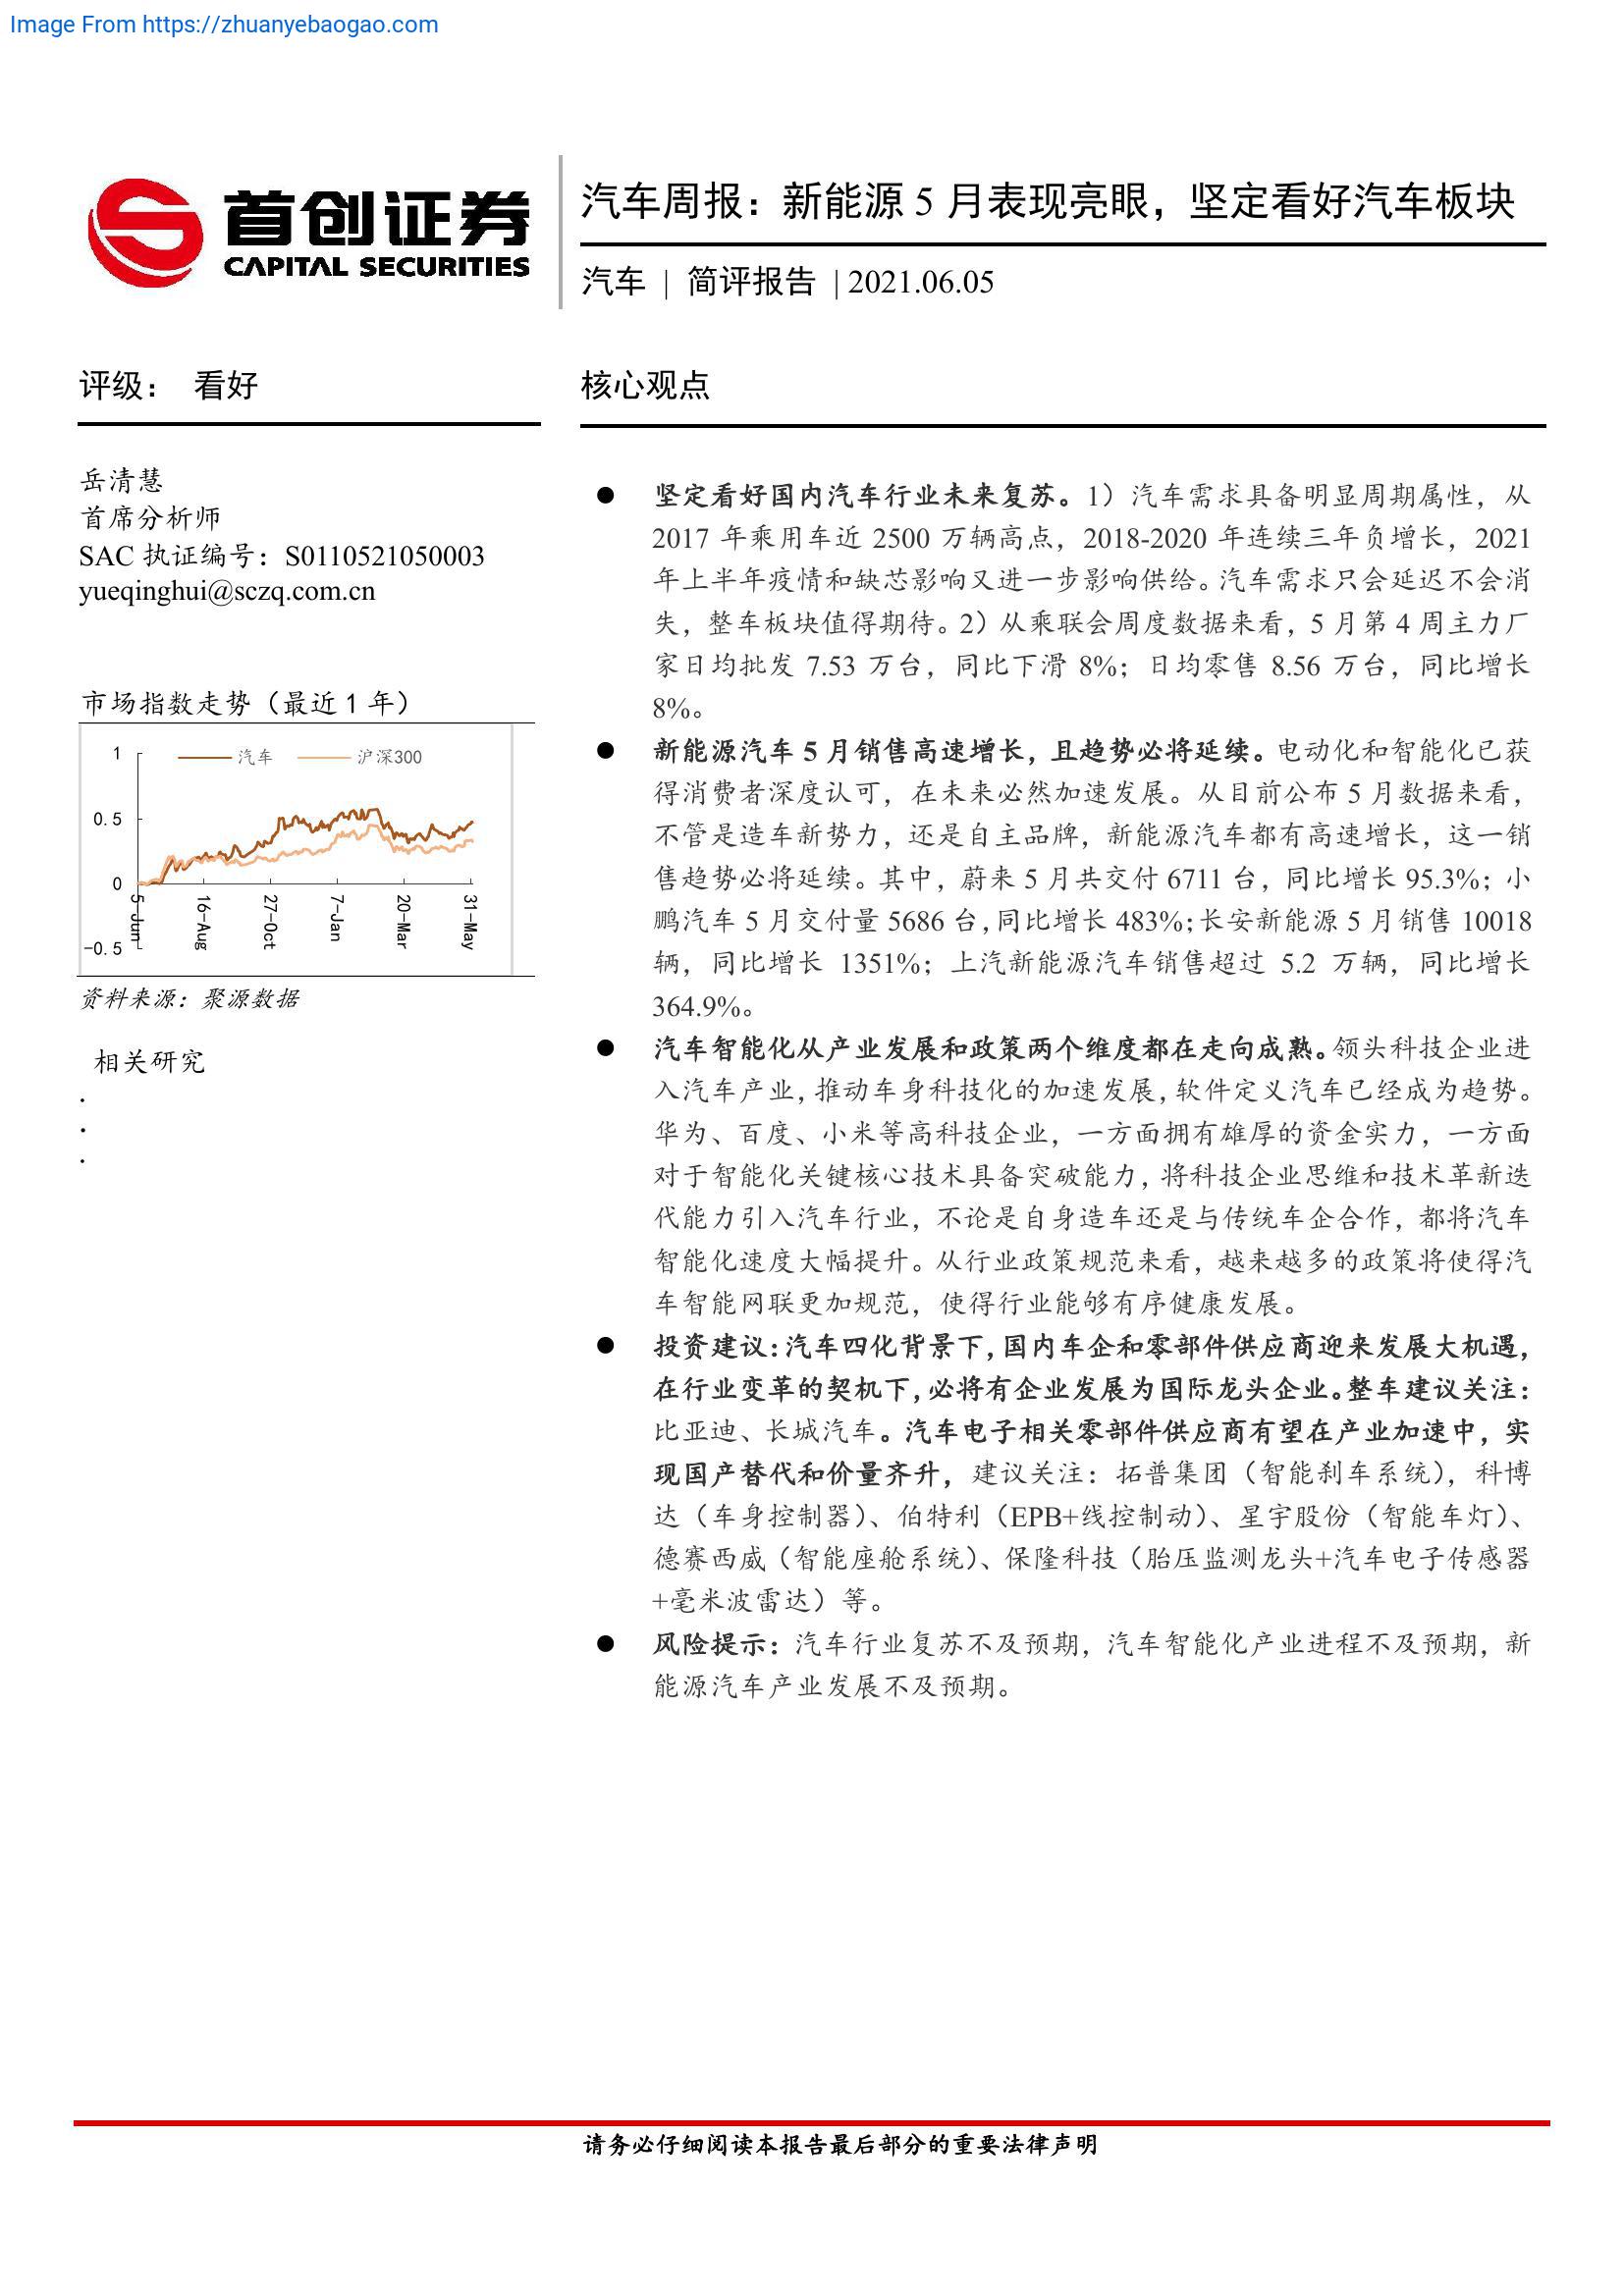 Image From https://zhuanyebaogao.com
首创证券
CAPITAL SECURITIES
汽车周报：新能源 5 月表现亮眼，坚定看好汽车板块
汽车 | 简评报告 | 2021.06.05
评级： 看好
岳清慧
首席分析师
SAC 执证编号：S0110521050003
yueqinghui@sczq.com.cn
市场指数走势（最近 1 年）
汽车 沪深300
1
0.5
0
-0.5
5-Jun 16-Aug 27-Oct 7-Jan 20-Mar 31-May
资料来源：聚源数据
相关研究
·
·
·
核心观点
● 坚定看好国内汽车行业未来复苏。1）汽车需求具备明显周期属性，从
2017 年乘用车近 2500 万辆高点，2018-2020 年连续三年负增长，2021
年上半年疫情和缺芯影响又进一步影响供给。汽车需求只会延迟不会消
失，整车板块值得期待。2）从乘联会周度数据来看，5 月第 4 周主力厂
家日均批发 7.53 万台，同比下滑 8%；日均零售 8.56 万台，同比增长
8%。
● 新能源汽车 5 月销售高速增长，且趋势必将延续。电动化和智能化已获
得消费者深度认可，在未来必然加速发展。从目前公布 5 月数据来看，
不管是造车新势力，还是自主品牌，新能源汽车都有高速增长，这一销
售趋势必将延续。其中，蔚来 5 月共交付 6711 台，同比增长 95.3%；小
鹏汽车 5 月交付量 5686 台，同比增长 483%；长安新能源 5 月销售 10018
辆，同比增长 1351%；上汽新能源汽车销售超过 5.2 万辆，同比增长
364.9%。
● 汽车智能化从产业发展和政策两个维度都在走向成熟。领头科技企业进
入汽车产业，推动车身科技化的加速发展，软件定义汽车已经成为趋势。
华为、百度、小米等高科技企业，一方面拥有雄厚的资金实力，一方面
对于智能化关键核心技术具备突破能力，将科技企业思维和技术革新迭
代能力引入汽车行业，不论是自身造车还是与传统车企合作，都将汽车
智能化速度大幅提升。从行业政策规范来看，越来越多的政策将使得汽
车智能网联更加规范，使得行业能够有序健康发展。
● 投资建议：汽车四化背景下，国内车企和零部件供应商迎来发展大机遇，
在行业变革的契机下，必将有企业发展为国际龙头企业。整车建议关注：
比亚迪、长城汽车。汽车电子相关零部件供应商有望在产业加速中，实
现国产替代和价量齐升，建议关注：拓普集团（智能刹车系统），科博
达（车身控制器）、伯特利（EPB+线控制动）、星宇股份（智能车灯）、
德赛西威（智能座舱系统）、保隆科技（胎压监测龙头+汽车电子传感器
+毫米波雷达）等。
● 风险提示：汽车行业复苏不及预期，汽车智能化产业进程不及预期，新
能源汽车产业发展不及预期。
请务必仔细阅读本报告最后部分的重要法律声明